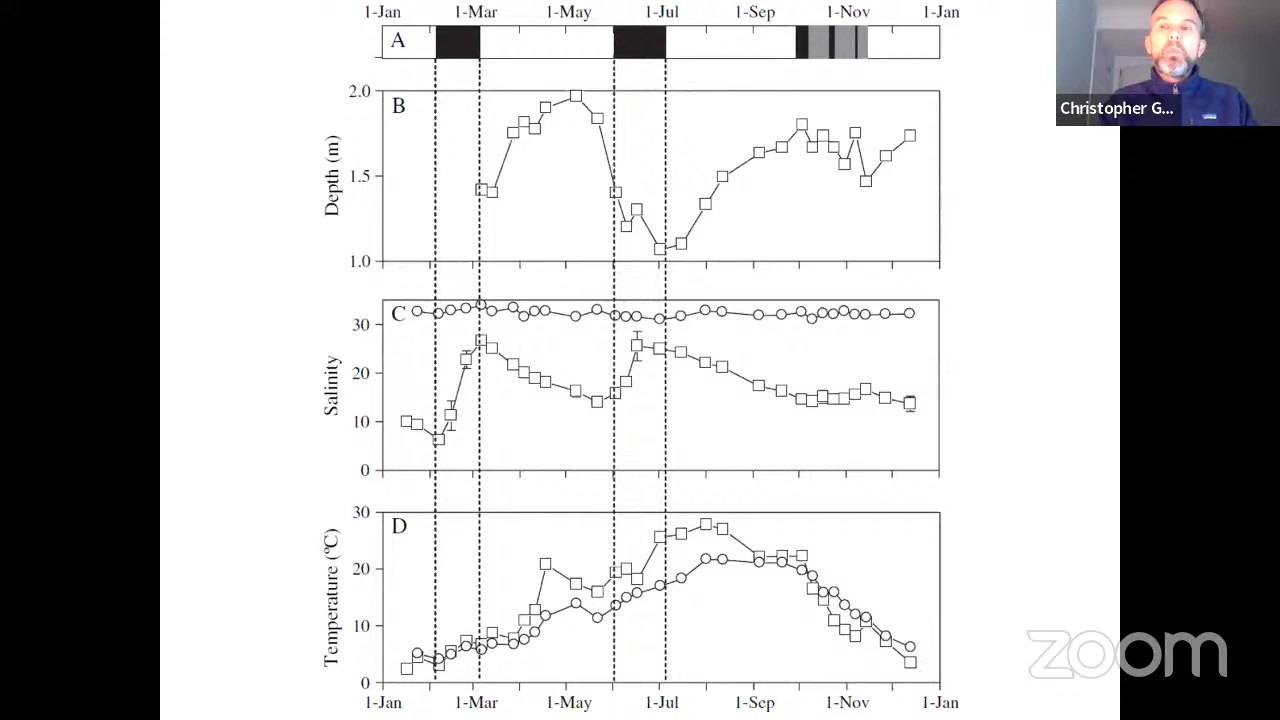 1-Jan 1-Mar 1-May 1-Jul 1-Sep 1-Nov 1-Jan
A
Christopher G...
B
2.0
1.5
1.0
Depth (m)
C
30
20
10
0
Salinity
D
30
20
10
0
Temperature (ºC)
1-Jan 1-Mar 1-May 1-Jul 1-Sep 1-Nov 1-Jan
zoom